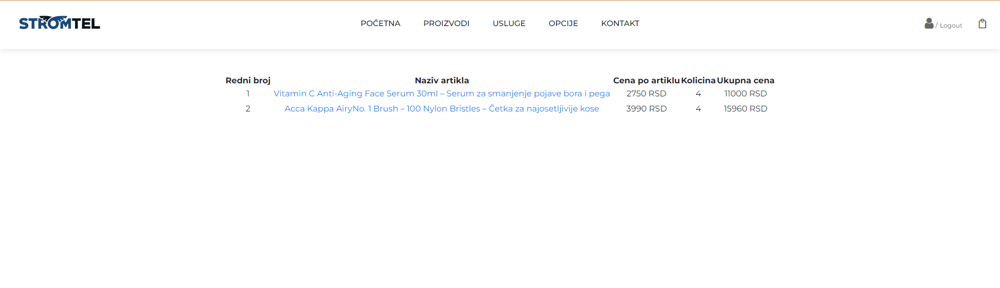 STROMTEL
POČETNA PROIZVODI USLUGE OPCIJE KONTAKT
/ Logout
Redni broj Naziv artikla Cena po artiklu Kolicina Ukupna cena
1 Vitamin C Anti-Aging Face Serum 30ml – Serum za smanjenje pojave bora i pega 2750 RSD 4 11000 RSD
2 Acca Kappa AiryNo. 1 Brush – 100 Nylon Bristles – Četka za najosetljivije kose 3990 RSD 4 15960 RSD